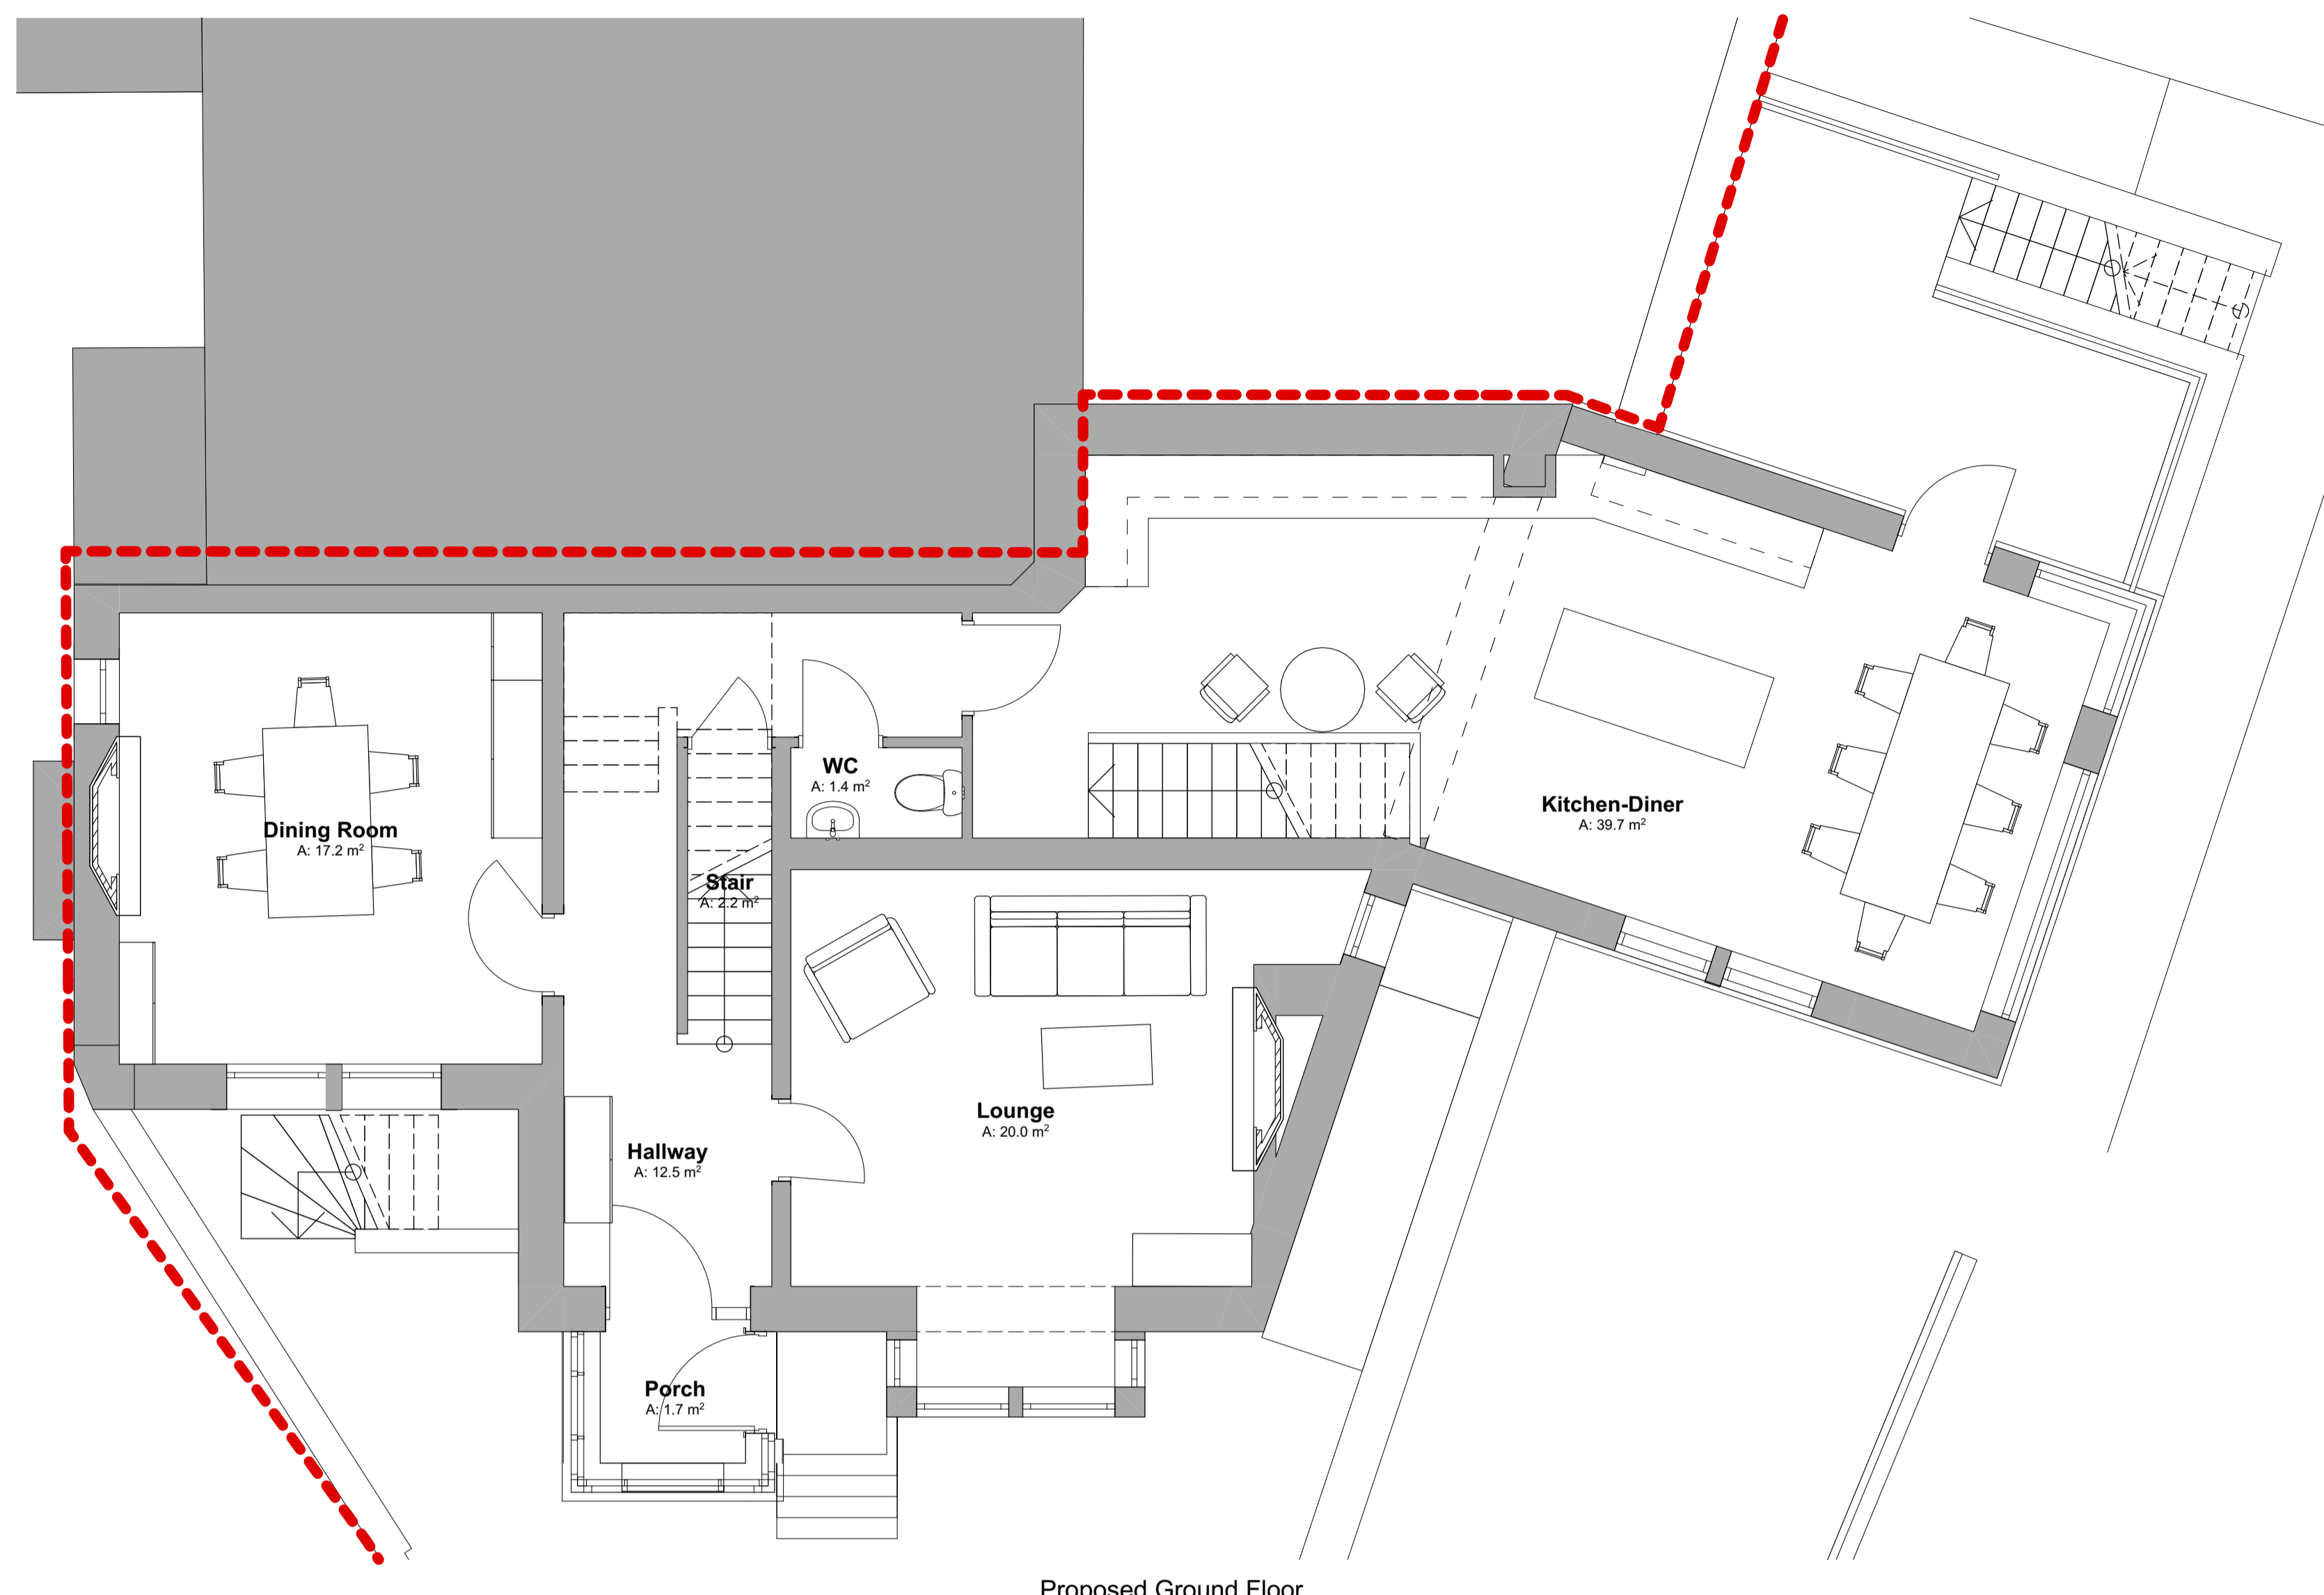 WC
A: 1.4 m²
Kitchen-Diner
A: 39.7 m²
Dining Room
A: 17.2 m²
Stair
A: 2.2 m²
Lounge
A: 20.0 m²
Hallway
A: 12.5 m²
Porch
A: 1.7 m²
Proposed Ground Floor